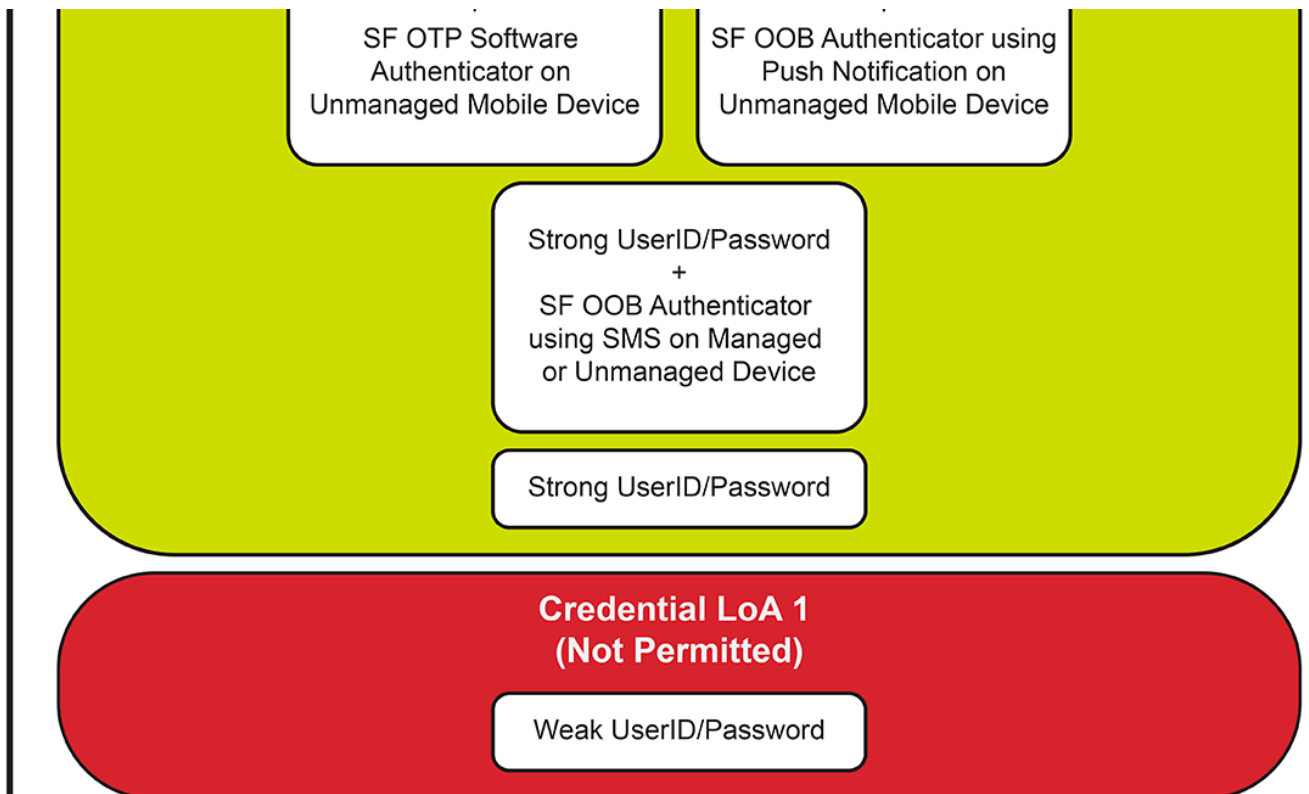 SF OTP Software
Authenticator on
Unmanaged Mobile Device
SF OOB Authenticator using
Push Notification on
Unmanaged Mobile Device
Strong UserID/Password
+
SF OOB Authenticator
using SMS on Managed
or Unmanaged Device
Strong UserID/Password
Credential LoA 1
(Not Permitted)
Weak UserID/Password